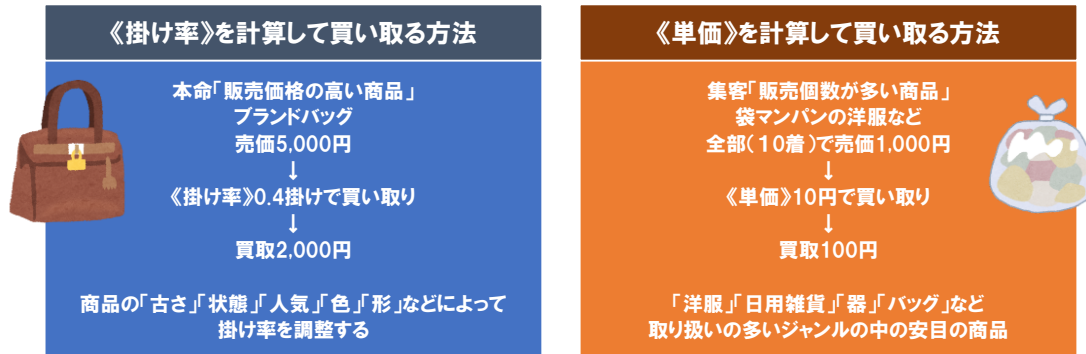 《掛け率》を計算して買い取る方法
本命「販売価格の高い商品」
ブランドバッグ
売価5,000円
↓
《掛け率》0.4掛けで買い取り
↓
買取2,000円
商品の「古さ」「状態」「人気」「色」「形」などによって
掛け率を調整する
《単価》を計算して買い取る方法
集客「販売個数が多い商品」
袋マンパンの洋服など
全部（１０着）で売価1,000円
↓
《単価》10円で買い取り
↓
買取100円
「洋服」「日用雑貨」「器」「バッグ」など
取り扱いの多いジャンルの中の安目の商品